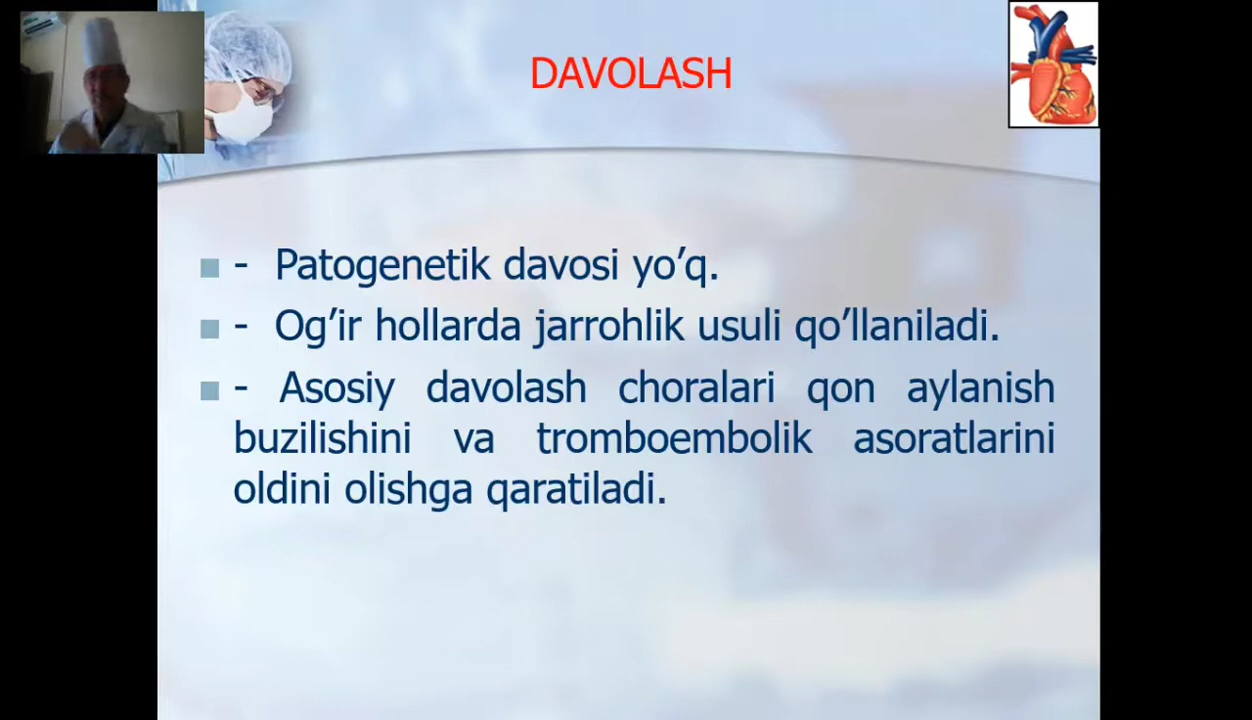 DAVOLASH
- Patogenetik davosi yo’q.
- Og’ir hollarda jarrohlik usuli qo’llaniladi.
- Asosiy davolash choralari qon aylanish
buzilishini va tromboembolik asoratlarini
oldini olishga qaratiladi.